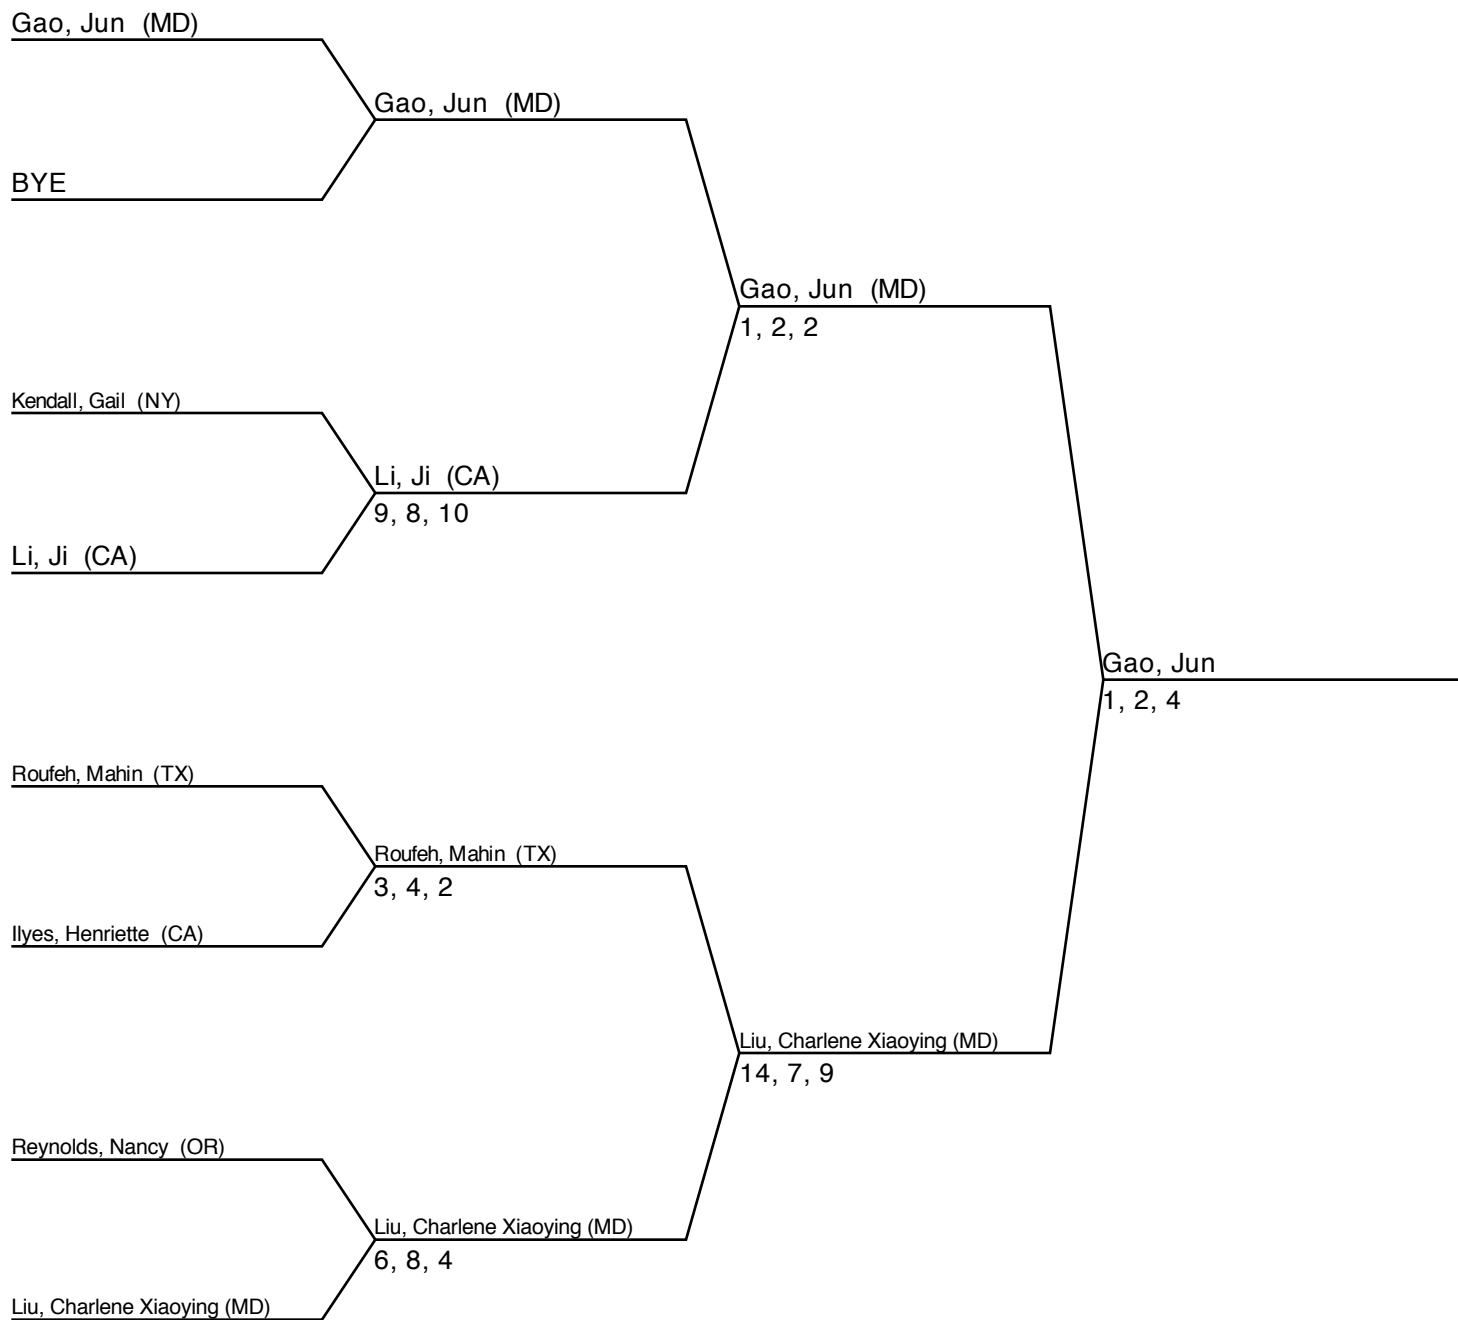 Gao, Jun (MD)
Gao, Jun (MD)
BYE
Gao, Jun (MD)
1, 2, 2
Kendall, Gail (NY)
Li, Ji (CA)
9, 8, 10
Li, Ji (CA)
Gao, Jun
1, 2, 4
Roufeh, Mahin (TX)
Roufeh, Mahin (TX)
3, 4, 2
Ilyes, Henriette (CA)
Liu, Charlene Xiaoying (MD)
14, 7, 9
Reynolds, Nancy (OR)
Liu, Charlene Xiaoying (MD)
6, 8, 4
Liu, Charlene Xiaoying (MD)